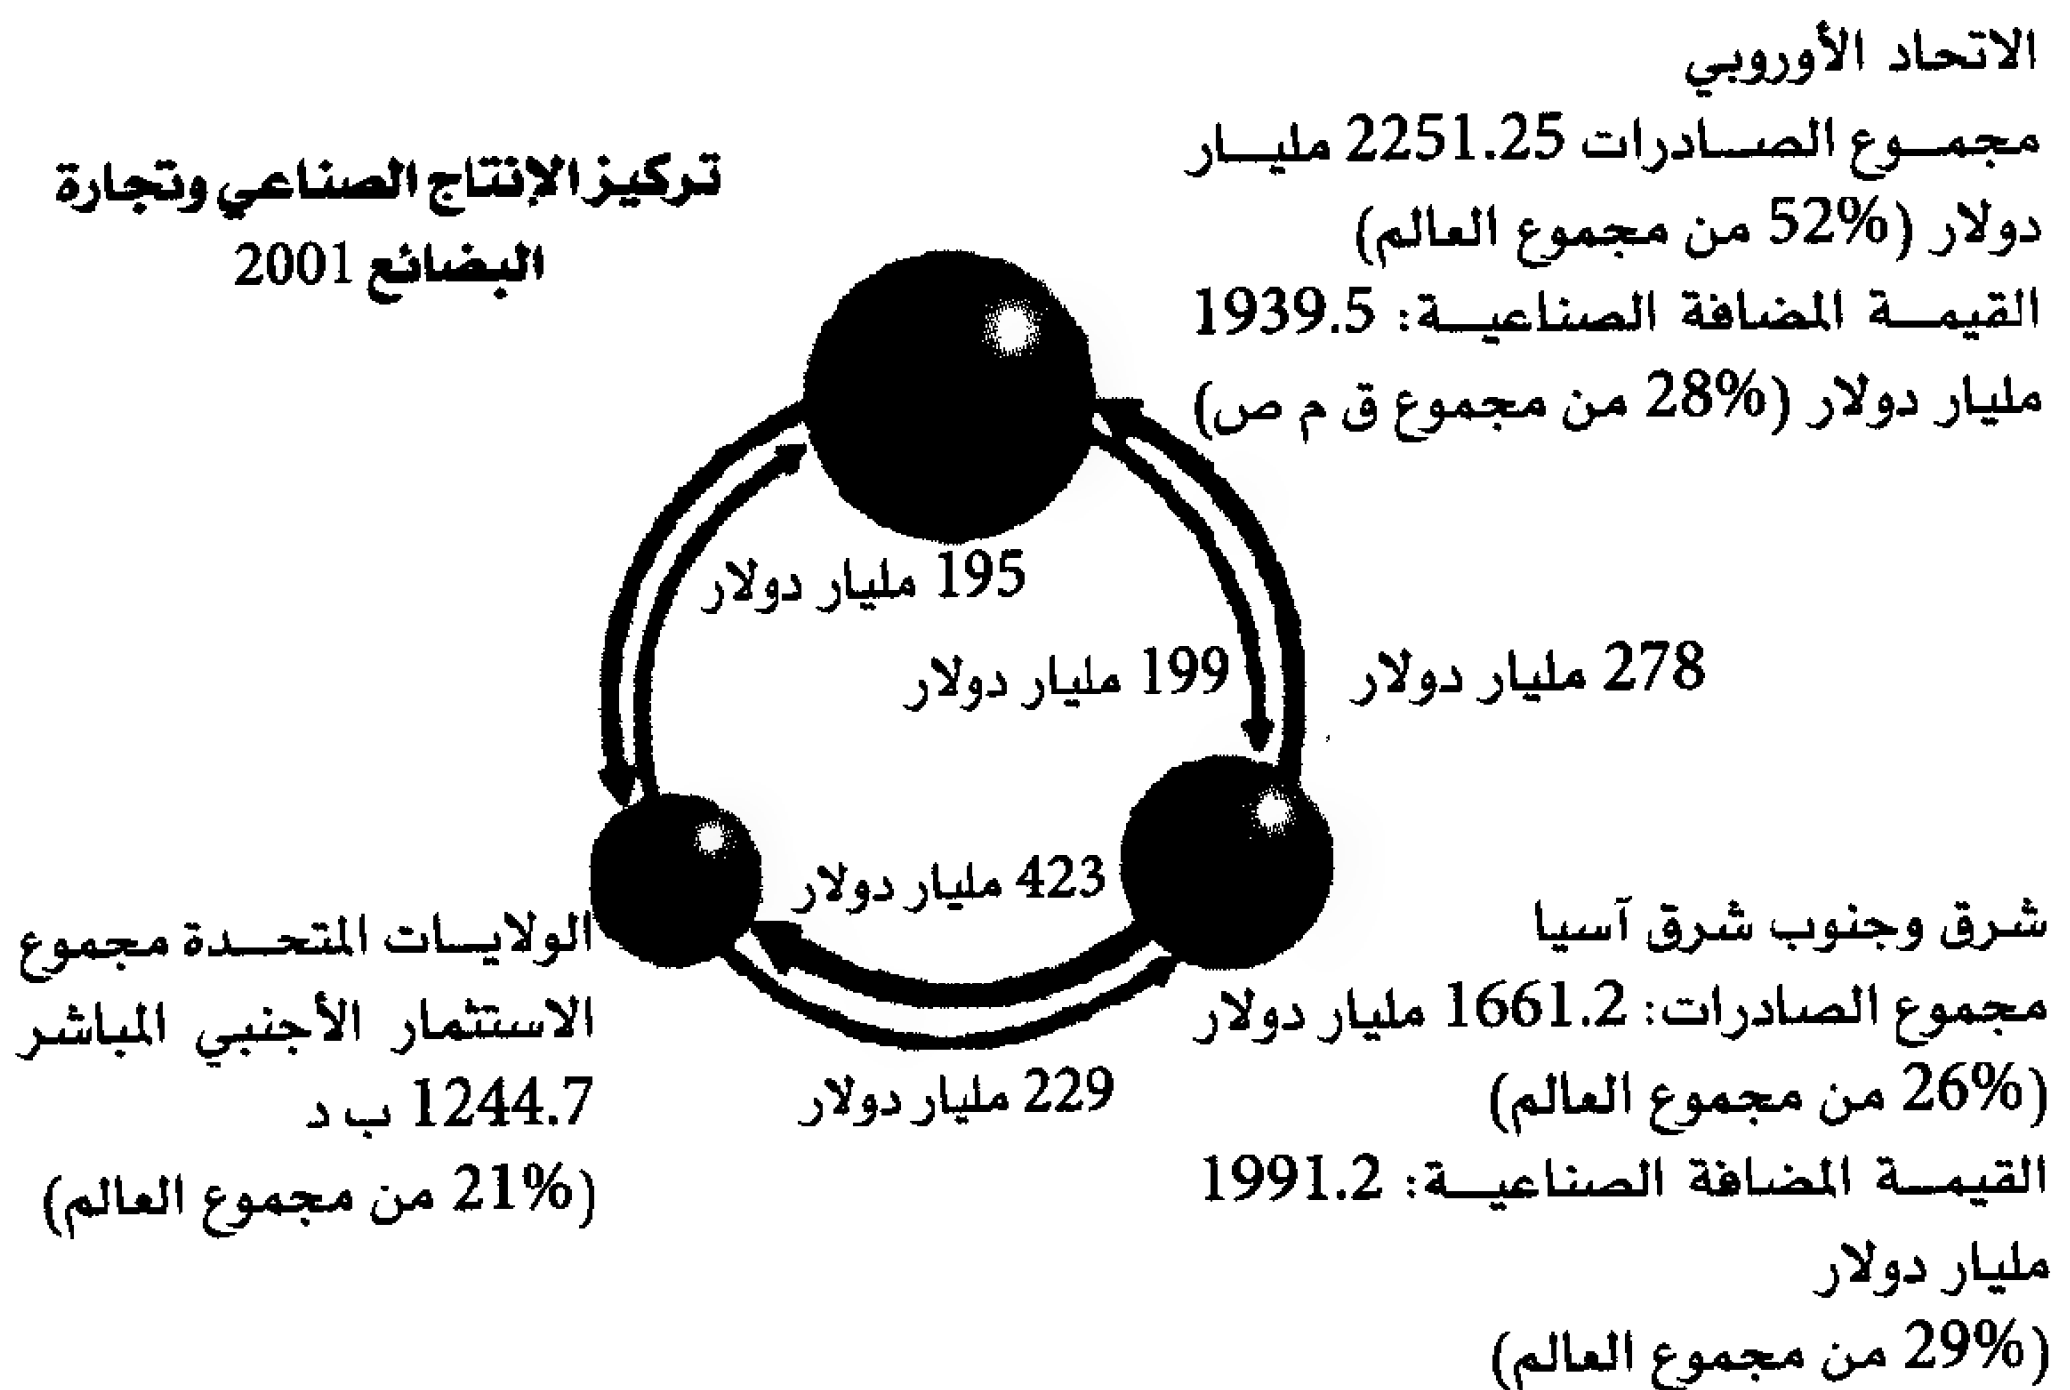 تركيز الإنتاج الصناعي وتجارة
البضائع 2001
الاتحاد الأوروبي
مجموع الصادرات 2251.25 مليار
دولار (52% من مجموع العالم)
القيمة المضافة الصناعية: 1939.5
مليار دولار (28% من مجموع ق م ص)
195 مليار دولار
199 مليار دولار
278 مليار دولار
423 مليار دولار
229 مليار دولار
شرق وجنوب شرق آسيا
مجموع الصادرات: 1661.2 مليار دولار
(26% من مجموع العالم)
القيمة المضافة الصناعية: 1991.2
مليار دولار
(29% من مجموع العالم)
الولايات المتحدة مجموع
الاستثمار الأجنبي المباشر
1244.7 ب د
(21% من مجموع العالم)